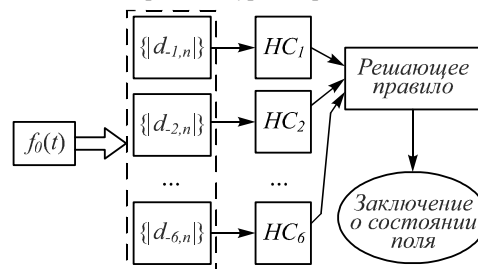 f₀(t)
{|d₋₁,ₙ|}
{|d₋₂,ₙ|}
...
{|d₋₆,ₙ|}
НС₁
НС₂
...
НС₆
Решающее
правило
Заключение
о состоянии
поля